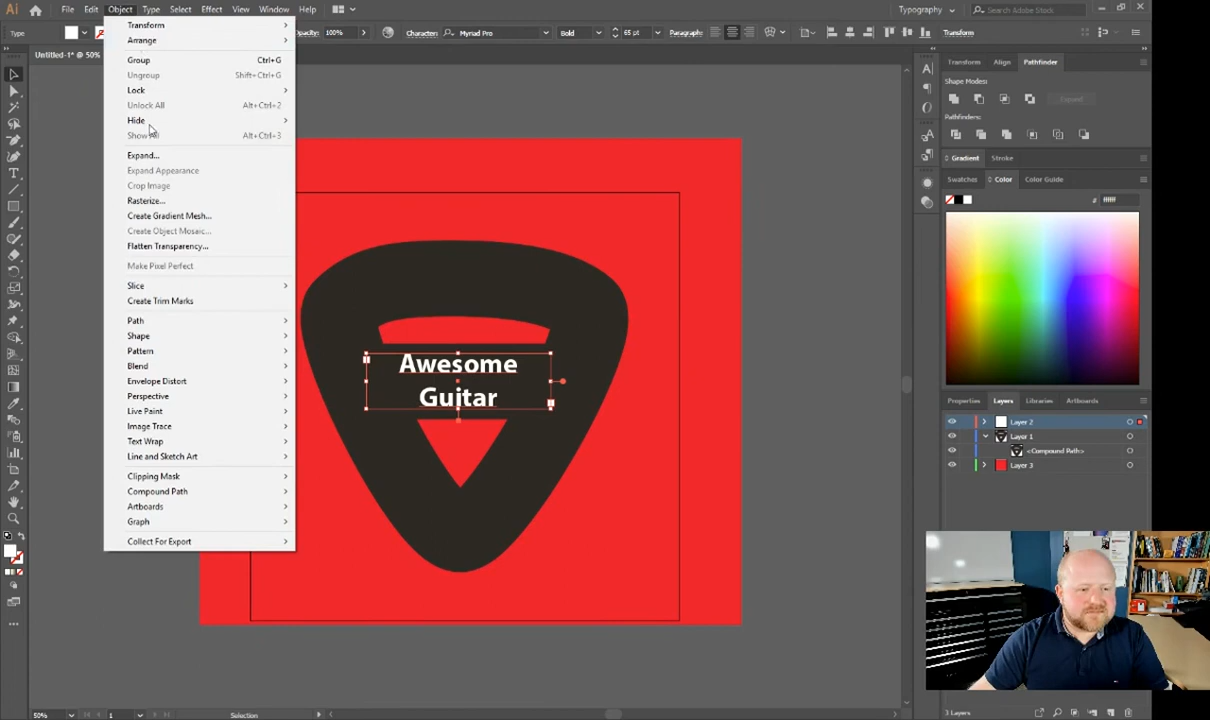 Ai File Edit Object Type Select Effect View Window Help Typography Search Adobe Stock
Type Opacity: 100% Character: Myriad Pro Bold 65 pt Paragraph: Transform
Untitled-1* @ 50%
Transform
Arrange
Group Ctrl+G
Ungroup Shift+Ctrl+G
Lock
Unlock All Alt+Ctrl+2
Hide
Show All Alt+Ctrl+3
Expand...
Expand Appearance
Crop Image
Rasterize...
Create Gradient Mesh...
Create Object Mosaic...
Flatten Transparency...
Make Pixel Perfect
Slice
Create Trim Marks
Path
Shape
Pattern
Blend
Envelope Distort
Perspective
Live Paint
Image Trace
Text Wrap
Line and Sketch Art
Clipping Mask
Compound Path
Artboards
Graph
Collect For Export
Awesome
Guitar
Transform Align Pathfinder
Shape Modes:
Expand
Pathfinders:
Gradient Stroke
Swatches Color Color Guide
# ffffff
Properties Layers Libraries Artboards
Layer 2
Layer 1
<Compound Path>
Layer 3
3 Layers
50% 1 Selection